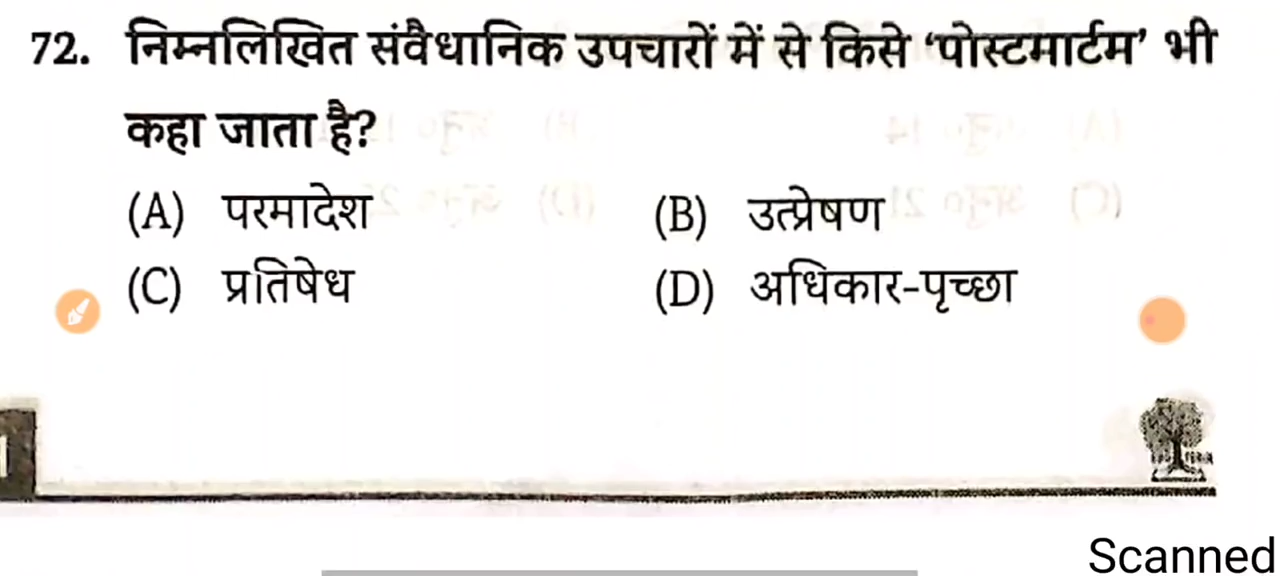 72. निम्नलिखित संवैधानिक उपचारों में से किसे ‘पोस्टमार्टम’ भी
कहा जाता है?
(A) परमादेश (B) उत्प्रेषण
(C) प्रतिषेध (D) अधिकार-पृच्छा
Scanned